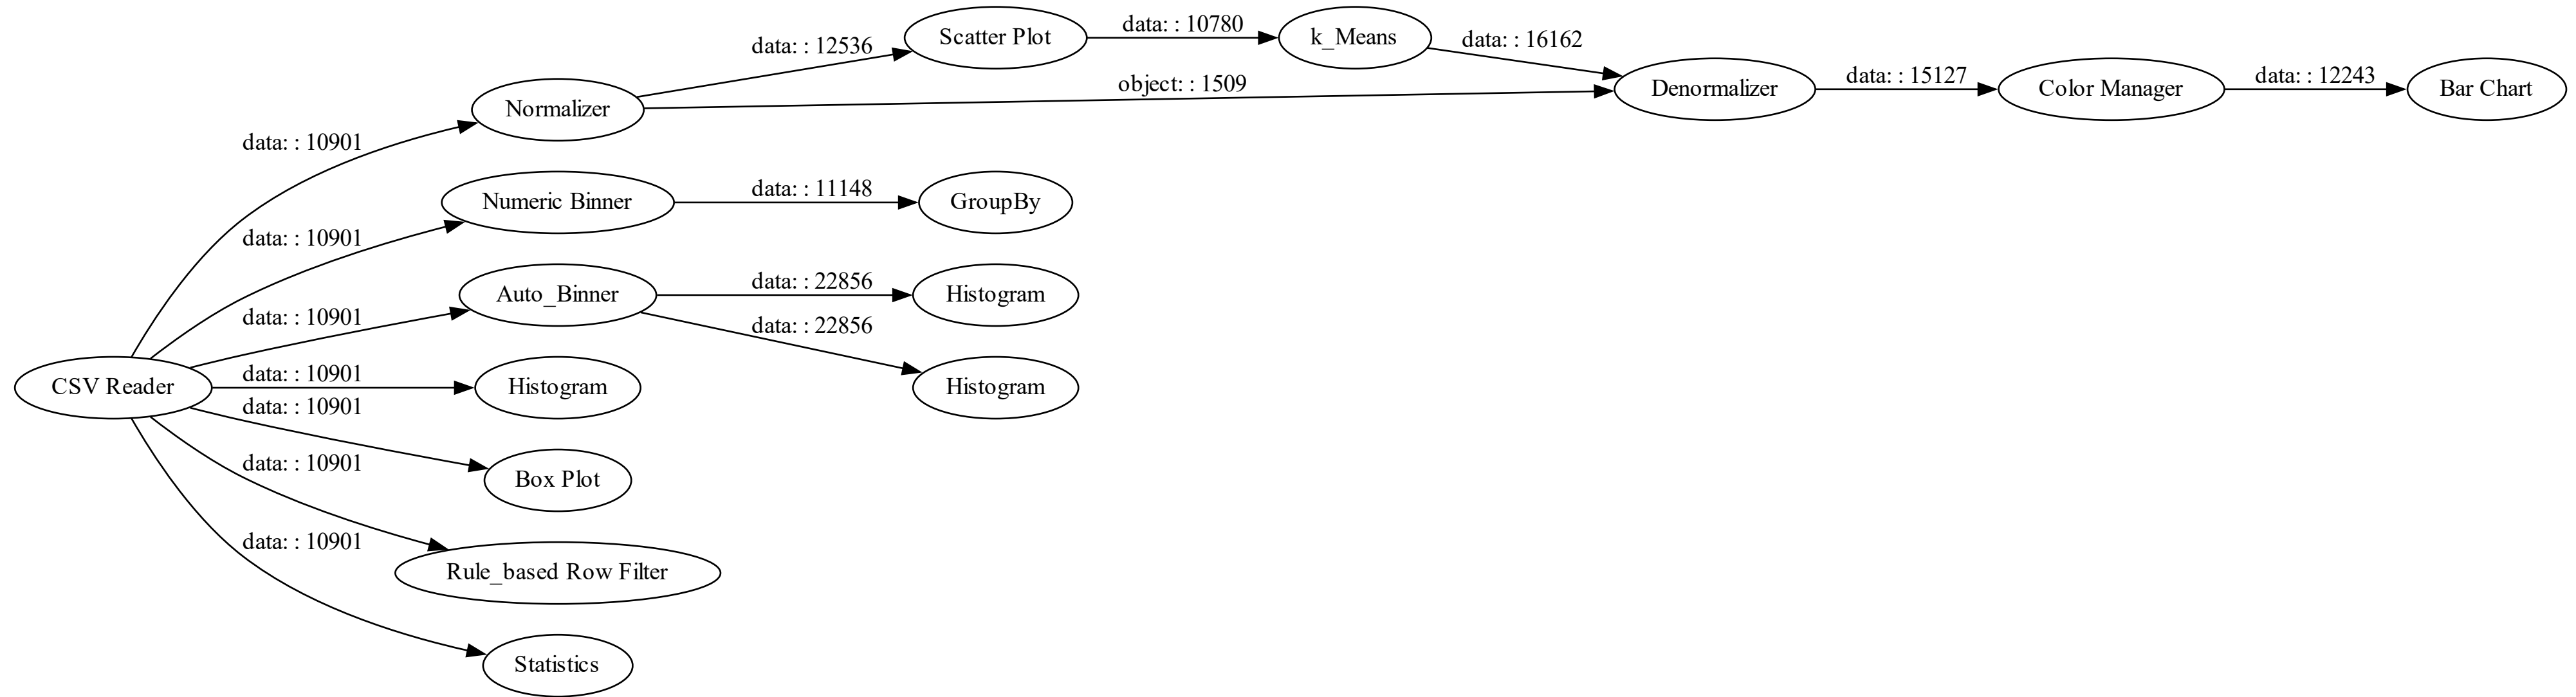 Scatter Plot
data: : 10780
k_Means
data: : 12536
data: : 16162
object: : 1509
Denormalizer
data: : 15127
Color Manager
data: : 12243
Bar Chart
Normalizer
data: : 10901
Numeric Binner
data: : 11148
GroupBy
data: : 10901
Auto_Binner
data: : 22856
Histogram
data: : 10901
data: : 22856
CSV Reader
data: : 10901
Histogram
Histogram
data: : 10901
Box Plot
data: : 10901
Rule_based Row Filter
data: : 10901
Statistics